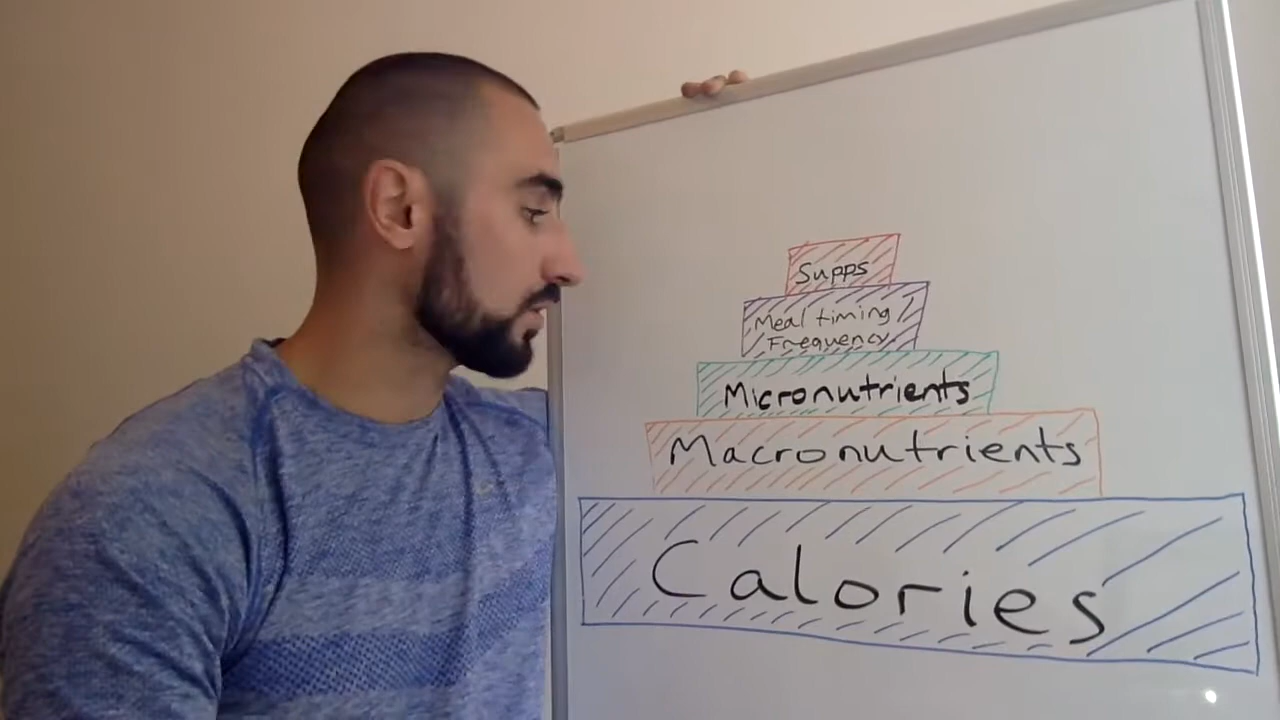 Supps
Meal timing /
Frequency
Micronutrients
Macronutrients
Calories